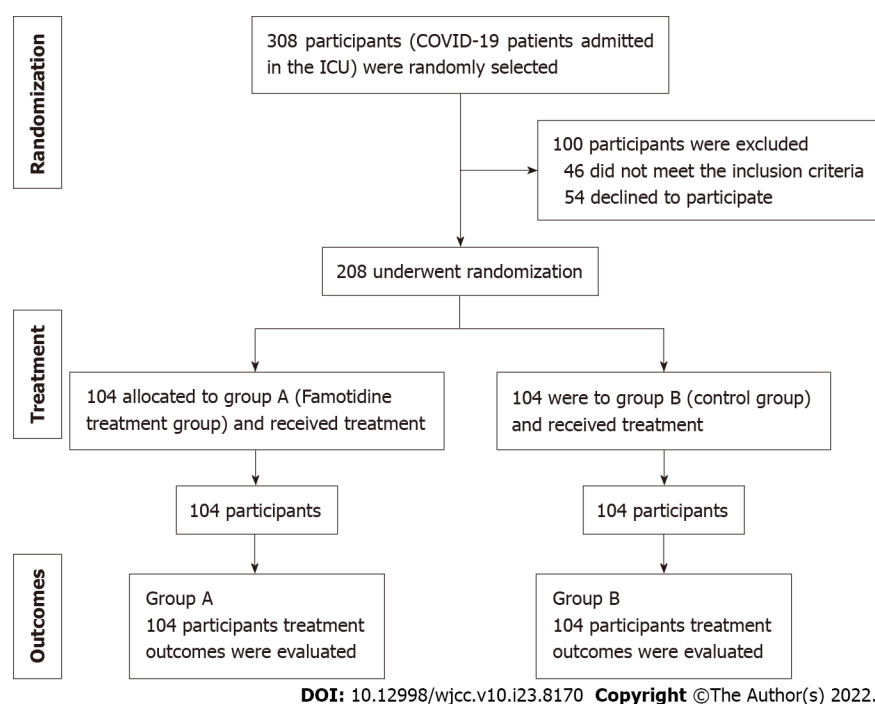 Randomization
308 participants (COVID-19 patients admitted
in the ICU) were randomly selected
100 participants were excluded
46 did not meet the inclusion criteria
54 declined to participate
208 underwent randomization
Treatment
104 allocated to group A (Famotidine
treatment group) and received treatment
104 were to group B (control group)
and received treatment
104 participants
104 participants
Outcomes
Group A
104 participants treatment
outcomes were evaluated
Group B
104 participants treatment
outcomes were evaluated
DOI: 10.12998/wjcc.v10.i23.8170 Copyright ©The Author(s) 2022.